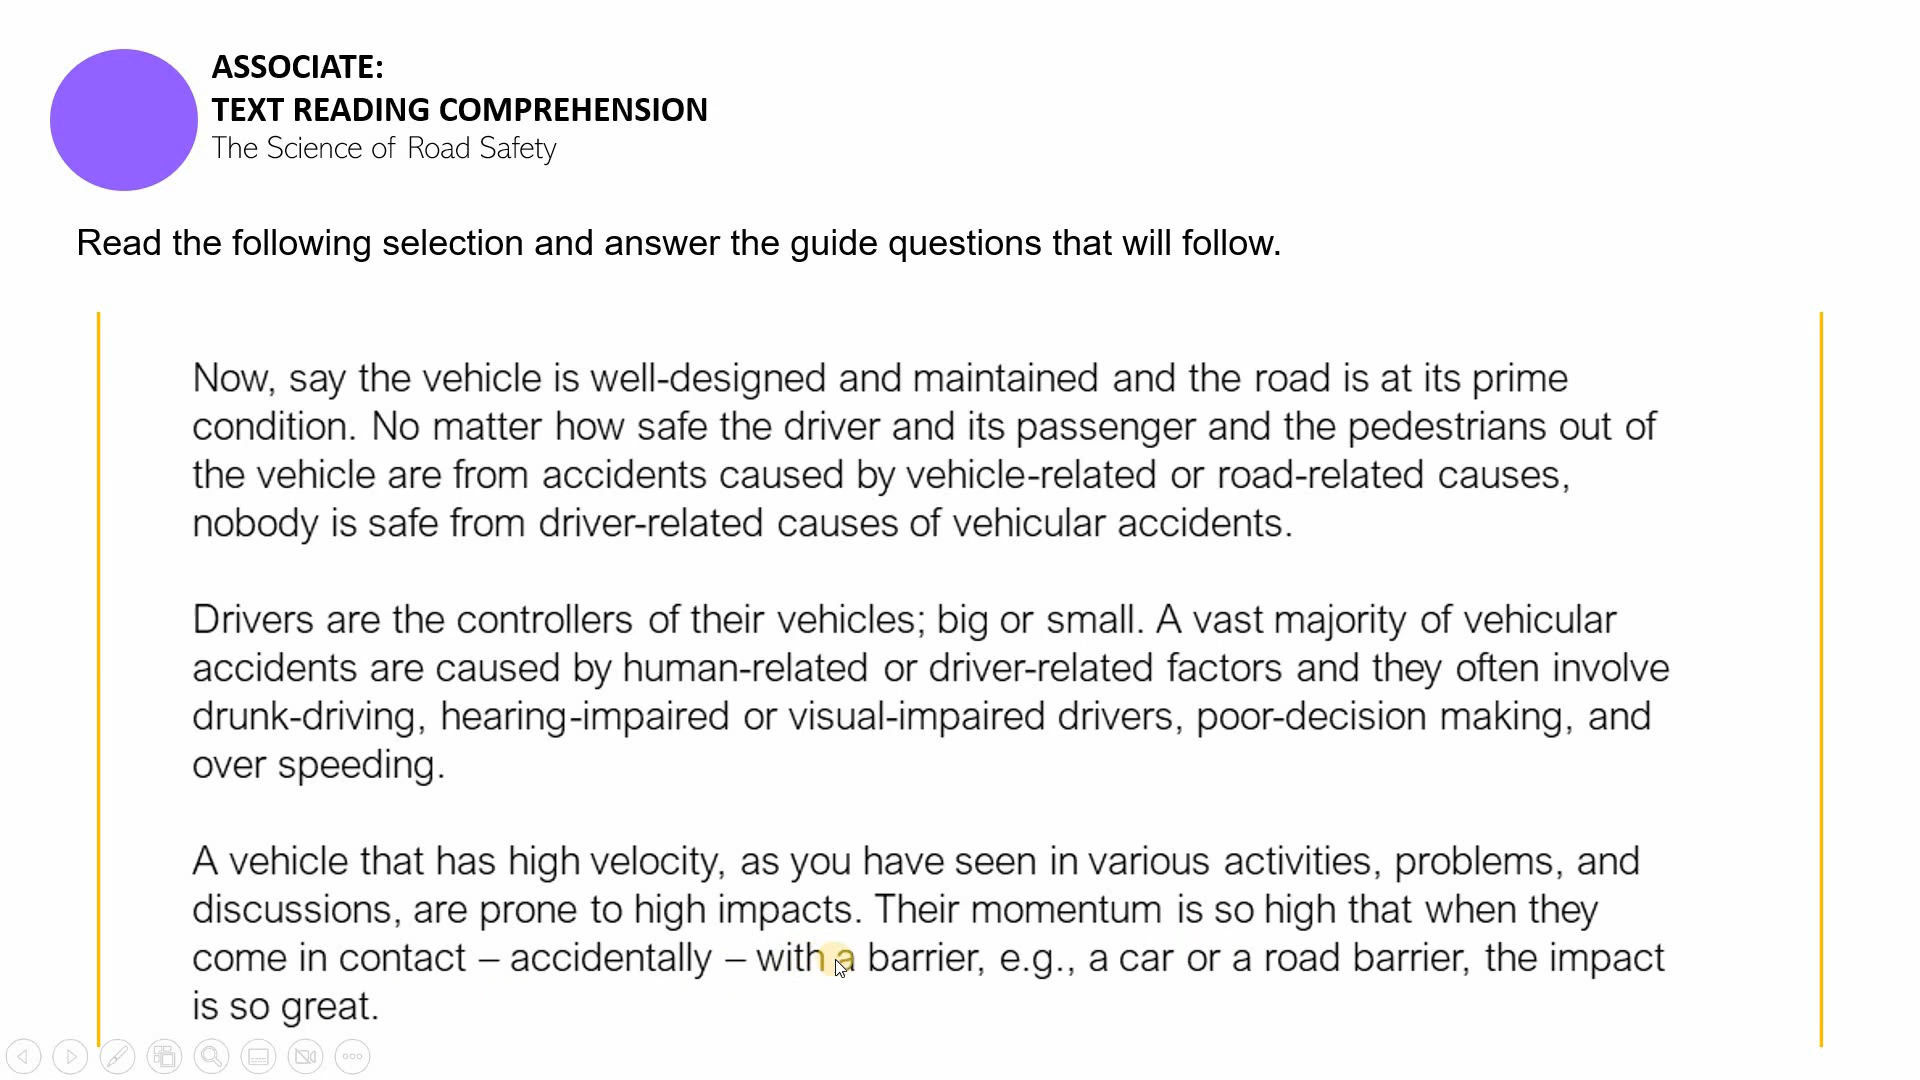 ASSOCIATE:
TEXT READING COMPREHENSION
The Science of Road Safety
Read the following selection and answer the guide questions that will follow.
Now, say the vehicle is well-designed and maintained and the road is at its prime
condition. No matter how safe the driver and its passenger and the pedestrians out of
the vehicle are from accidents caused by vehicle-related or road-related causes,
nobody is safe from driver-related causes of vehicular accidents.
Drivers are the controllers of their vehicles; big or small. A vast majority of vehicular
accidents are caused by human-related or driver-related factors and they often involve
drunk-driving, hearing-impaired or visual-impaired drivers, poor-decision making, and
over speeding.
A vehicle that has high velocity, as you have seen in various activities, problems, and
discussions, are prone to high impacts. Their momentum is so high that when they
come in contact – accidentally – with a barrier, e.g., a car or a road barrier, the impact
is so great.